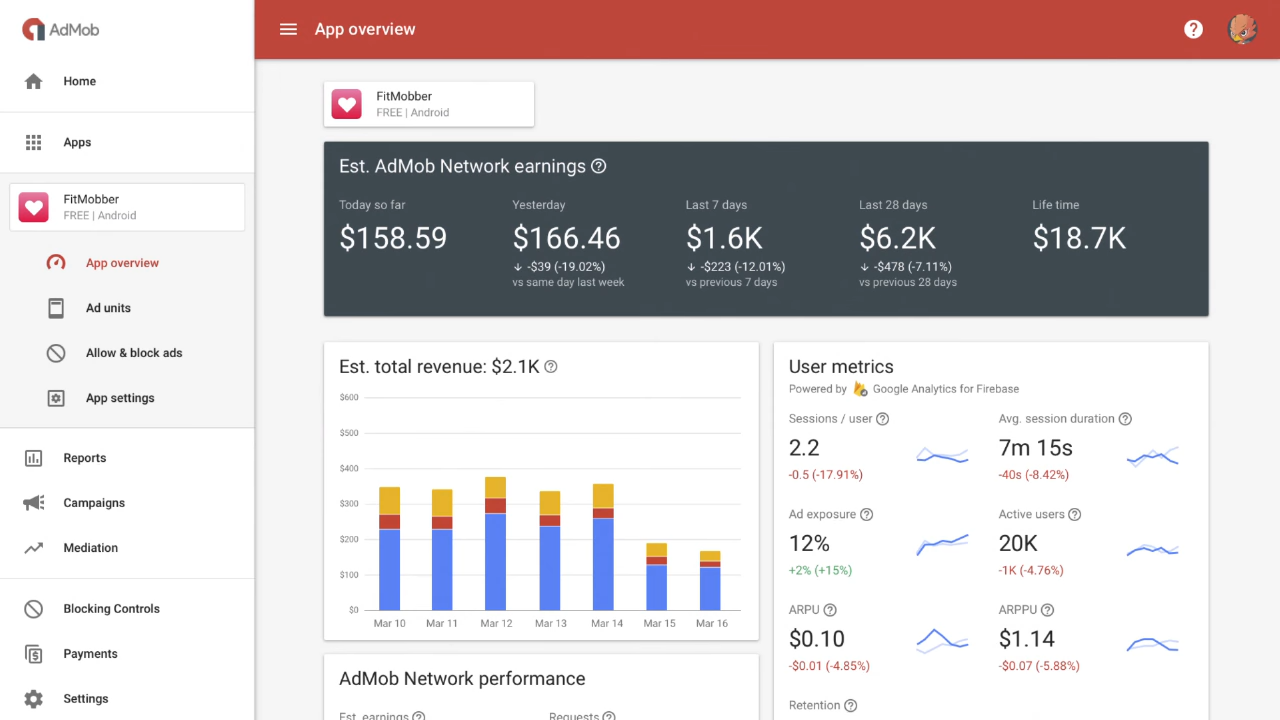 AdMob
App overview
Home
Apps
FitMobber
FREE | Android
App overview
Ad units
Allow & block ads
App settings
Reports
Campaigns
Mediation
Blocking Controls
Payments
Settings
FitMobber
FREE | Android
Est. AdMob Network earnings
Today so far
$158.59
Yesterday
$166.46
-$39 (-19.02%)
vs same day last week
Last 7 days
$1.6K
-$223 (-12.01%)
vs previous 7 days
Last 28 days
$6.2K
-$478 (-7.11%)
vs previous 28 days
Life time
$18.7K
Est. total revenue: $2.1K
$600
$500
$400
$300
$200
$100
$0
Mar 10 Mar 11 Mar 12 Mar 13 Mar 14 Mar 15 Mar 16
AdMob Network performance
Est. earnings Requests
User metrics
Powered by Google Analytics for Firebase
Sessions / user
2.2
-0.5 (-17.91%)
Avg. session duration
7m 15s
-40s (-8.42%)
Ad exposure
12%
+2% (+15%)
Active users
20K
-1K (-4.76%)
ARPU
$0.10
-$0.01 (-4.85%)
ARPPU
$1.14
-$0.07 (-5.88%)
Retention